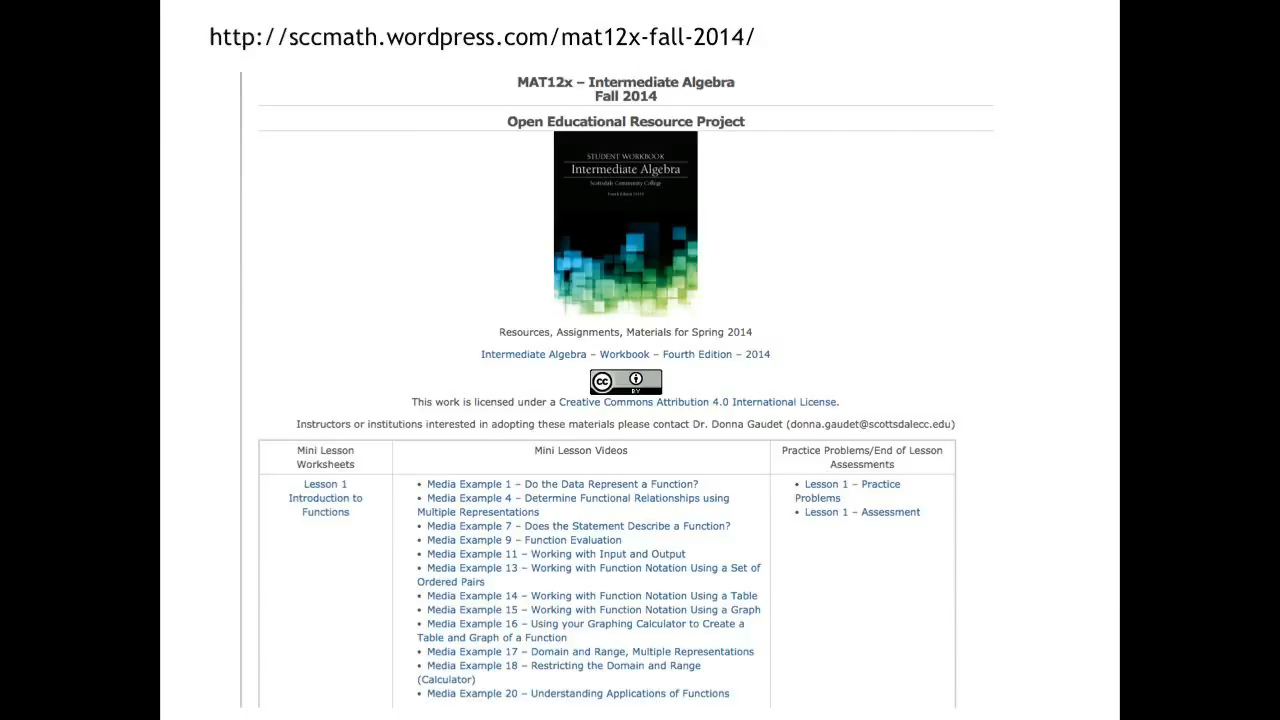 http://sccmath.wordpress.com/mat12x-fall-2014/
MAT12x – Intermediate Algebra
Fall 2014
Open Educational Resource Project
STUDENT WORKBOOK
Intermediate Algebra
Scottsdale Community College
Resources, Assignments, Materials for Spring 2014
Intermediate Algebra – Workbook – Fourth Edition – 2014
cc
BY
This work is licensed under a Creative Commons Attribution 4.0 International License.
Instructors or institutions interested in adopting these materials please contact Dr. Donna Gaudet (donna.gaudet@scottsdalecc.edu)
Mini Lesson
Worksheets
Mini Lesson Videos
Practice Problems/End of Lesson
Assessments
Lesson 1
Introduction to
Functions
• Media Example 1 – Do the Data Represent a Function?
• Media Example 4 – Determine Functional Relationships using
Multiple Representations
• Media Example 7 – Does the Statement Describe a Function?
• Media Example 9 – Function Evaluation
• Media Example 11 – Working with Input and Output
• Media Example 13 – Working with Function Notation Using a Set of
Ordered Pairs
• Media Example 14 – Working with Function Notation Using a Table
• Media Example 15 – Working with Function Notation Using a Graph
• Media Example 16 – Using your Graphing Calculator to Create a
Table and Graph of a Function
• Media Example 17 – Domain and Range, Multiple Representations
• Media Example 18 – Restricting the Domain and Range
(Calculator)
• Media Example 20 – Understanding Applications of Functions
• Lesson 1 – Practice
Problems
• Lesson 1 – Assessment